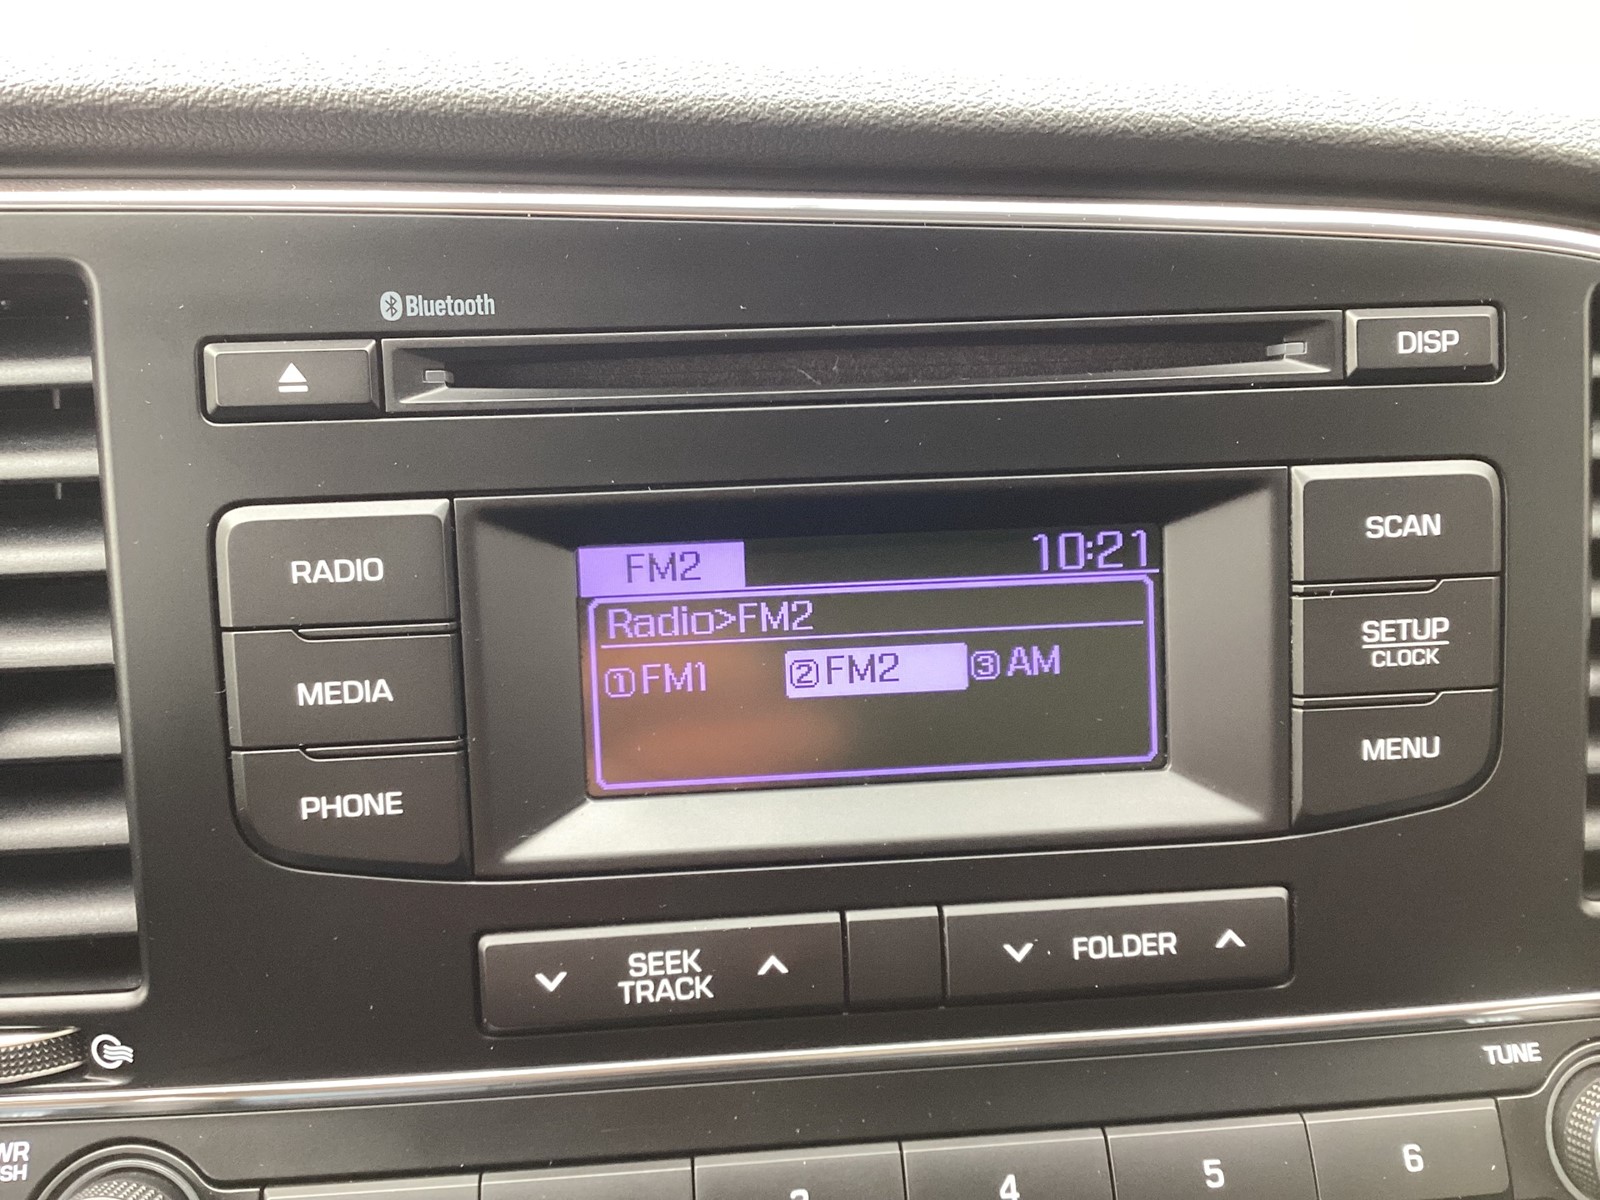 Bluetooth
DISP
RADIO
MEDIA
PHONE
FM2 10:21
Radio>FM2
①FM1 ②FM2 ③AM
SCAN
SETUP
CLOCK
MENU
SEEK
TRACK
FOLDER
TUNE
4 5 6